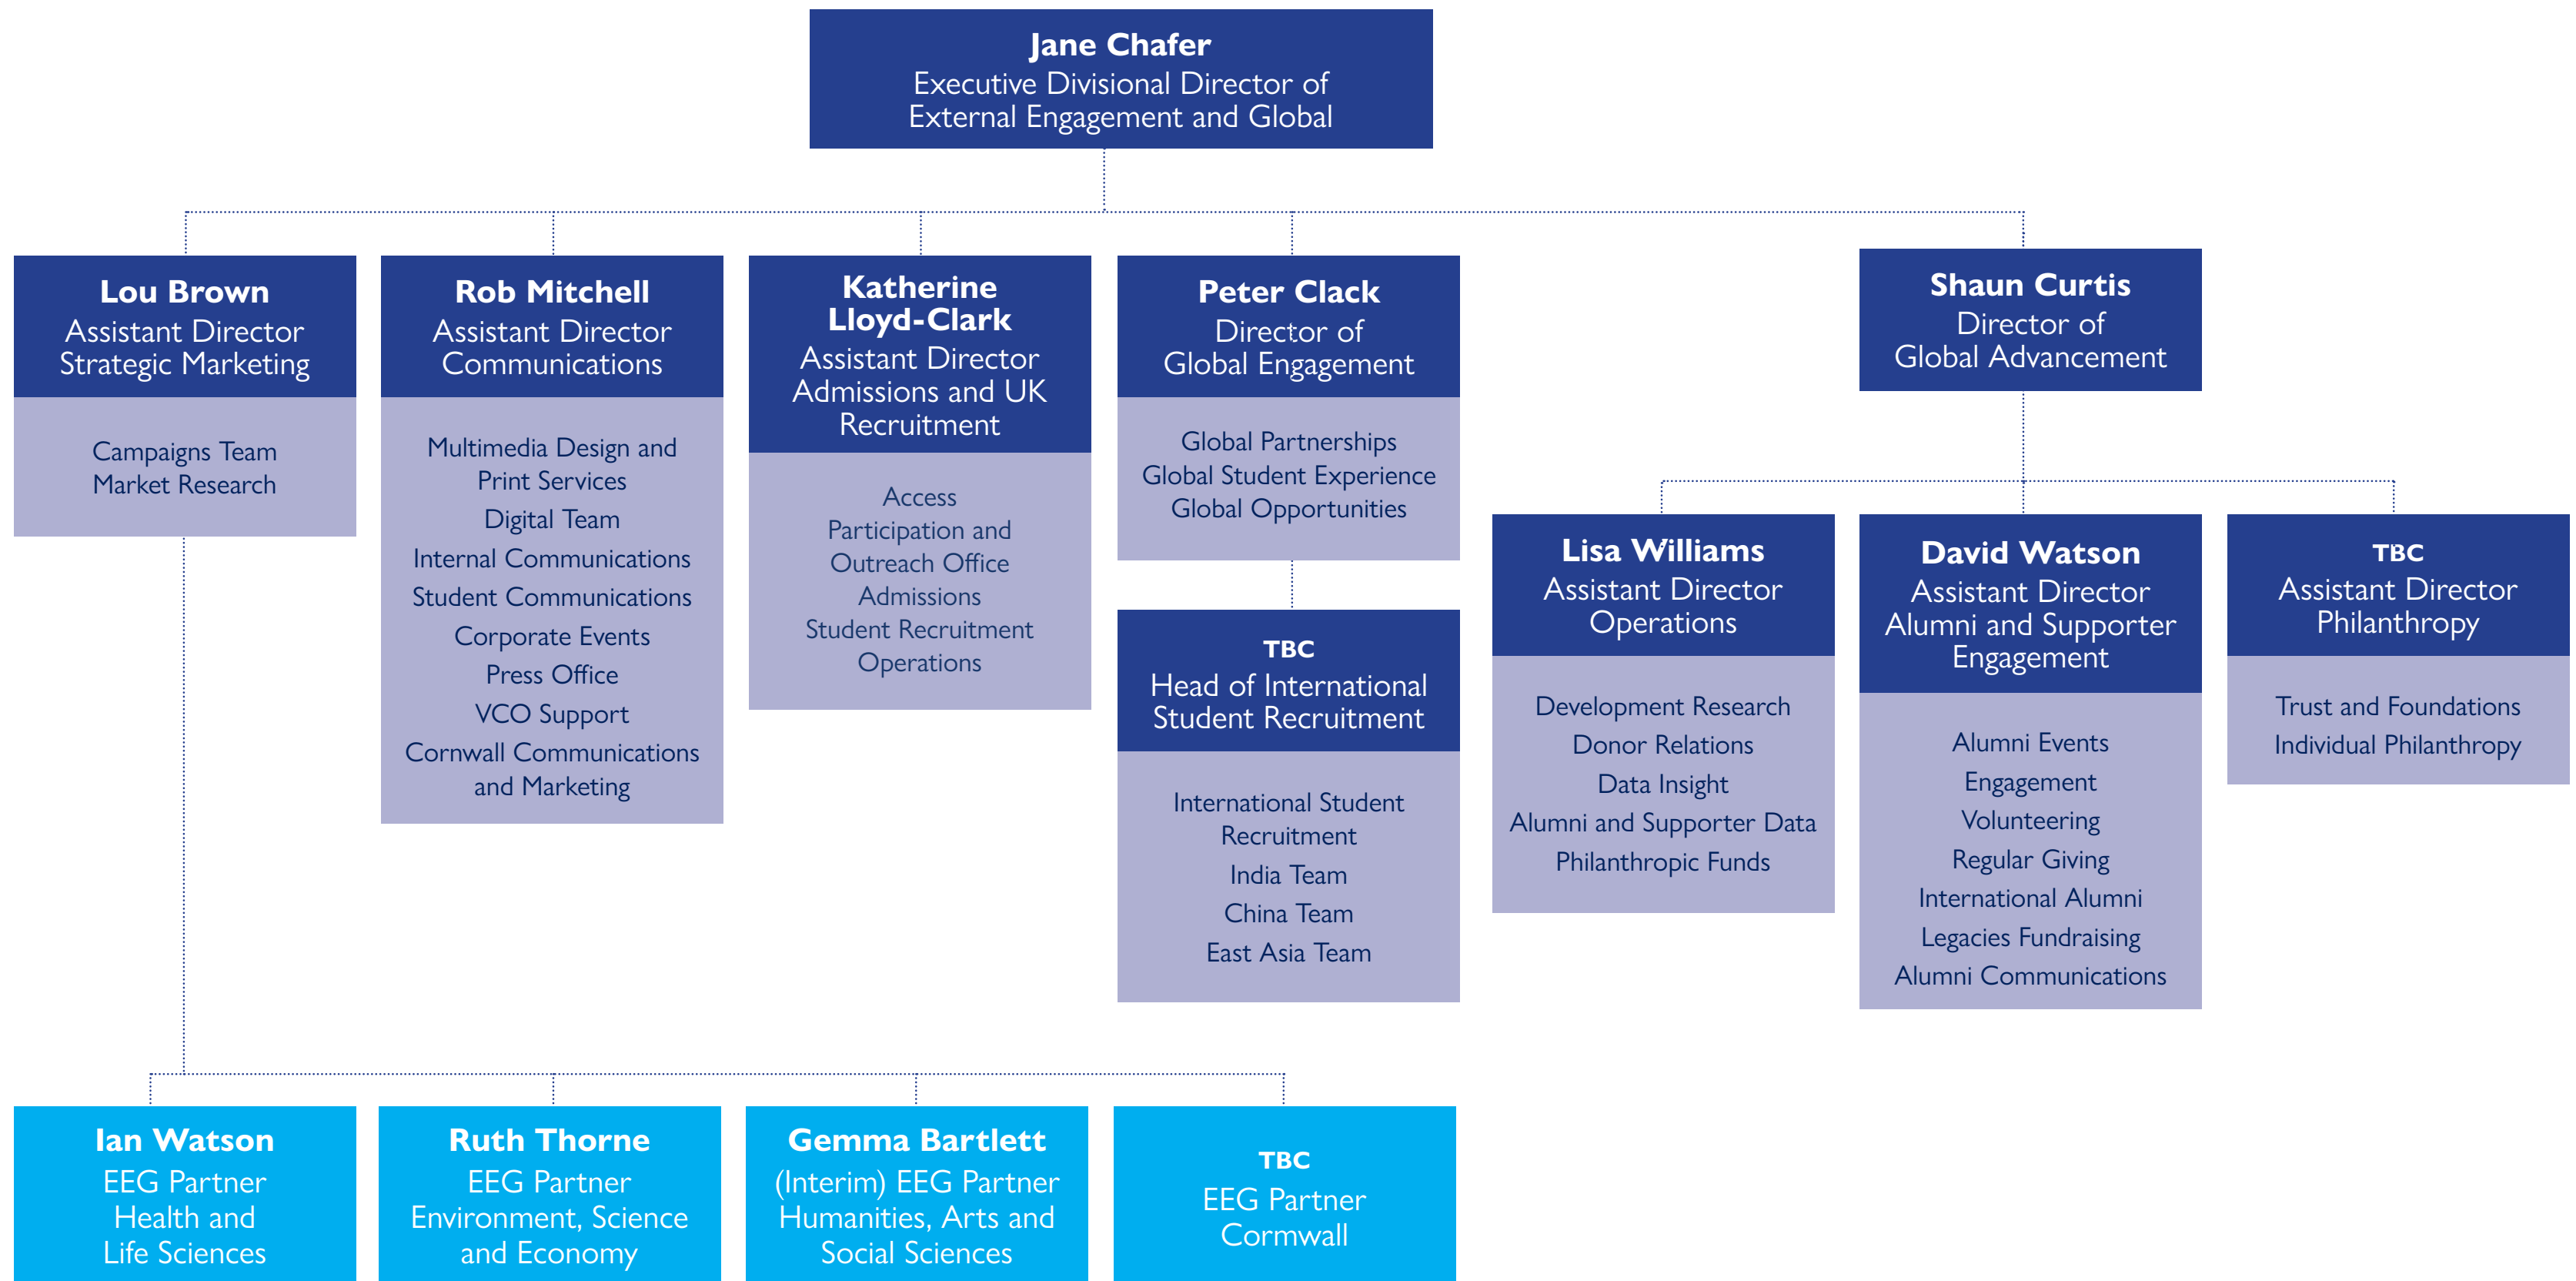 Jane Chafer
Executive Divisional Director of
External Engagement and Global
Lou Brown
Assistant Director
Strategic Marketing
Campaigns Team
Market Research
Rob Mitchell
Assistant Director
Communications
Multimedia Design and
Print Services
Digital Team
Internal Communications
Student Communications
Corporate Events
Press Office
VCO Support
Cornwall Communications
and Marketing
Katherine
Lloyd-Clark
Assistant Director
Admissions and UK
Recruitment
Access
Participation and
Outreach Office
Admissions
Student Recruitment
Operations
Peter Clack
Director of
Global Engagement
Global Partnerships
Global Student Experience
Global Opportunities
TBC
Head of International
Student Recruitment
International Student
Recruitment
India Team
China Team
East Asia Team
Shaun Curtis
Director of
Global Advancement
Lisa Williams
Assistant Director
Operations
Development Research
Donor Relations
Data Insight
Alumni and Supporter Data
Philanthropic Funds
David Watson
Assistant Director
Alumni and Supporter
Engagement
Alumni Events
Engagement
Volunteering
Regular Giving
International Alumni
Legacies Fundraising
Alumni Communications
TBC
Assistant Director
Philanthropy
Trust and Foundations
Individual Philanthropy
Ian Watson
EEG Partner
Health and
Life Sciences
Ruth Thorne
EEG Partner
Environment, Science
and Economy
Gemma Bartlett
(Interim) EEG Partner
Humanities, Arts and
Social Sciences
TBC
EEG Partner
Cormwall